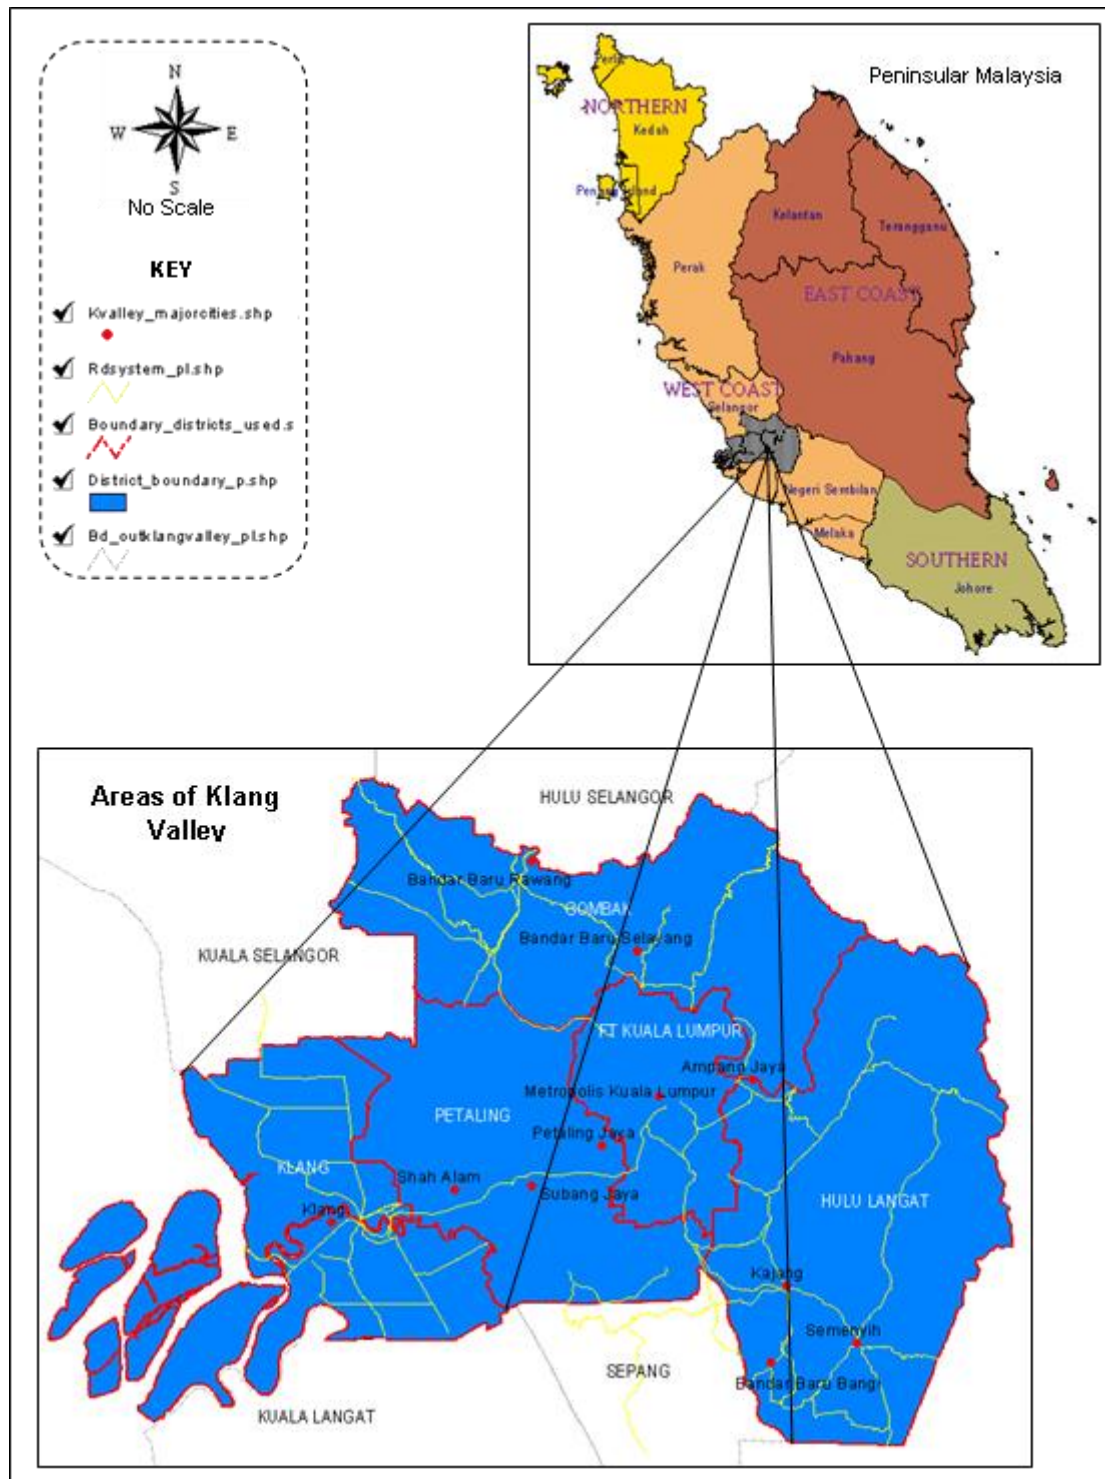 N
W E
S
No Scale
KEY
Kvalley_majorcities.shp
Rdsystem_pl.shp
Boundary_districts_used.s
District_boundary_p.shp
Bd_outklangvalley_pl.shp
Peninsular Malaysia
Perlis
NORTHERN
Kedah
Penang Island
Kelantan
Terangganu
Perak
EAST COAST
Pahang
WEST COAST
Selangor
Negeri Sembilan
Melaka
SOUTHERN
Johore
Areas of Klang
Valley
HULU SELANGOR
Bandar Baru Rawang
GOMBAK
Bandar Baru Selayang
KUALA SELANGOR
FT KUALA LUMPUR
Ampang Jaya
Metropolis Kuala Lumpur
PETALING
Petaling Jaya
KLANG
Shah Alam
Subang Jaya
HULU LANGAT
Klang
Kajang
Semenyih
SEPANG
Bandar Baru Bangi
KUALA LANGAT